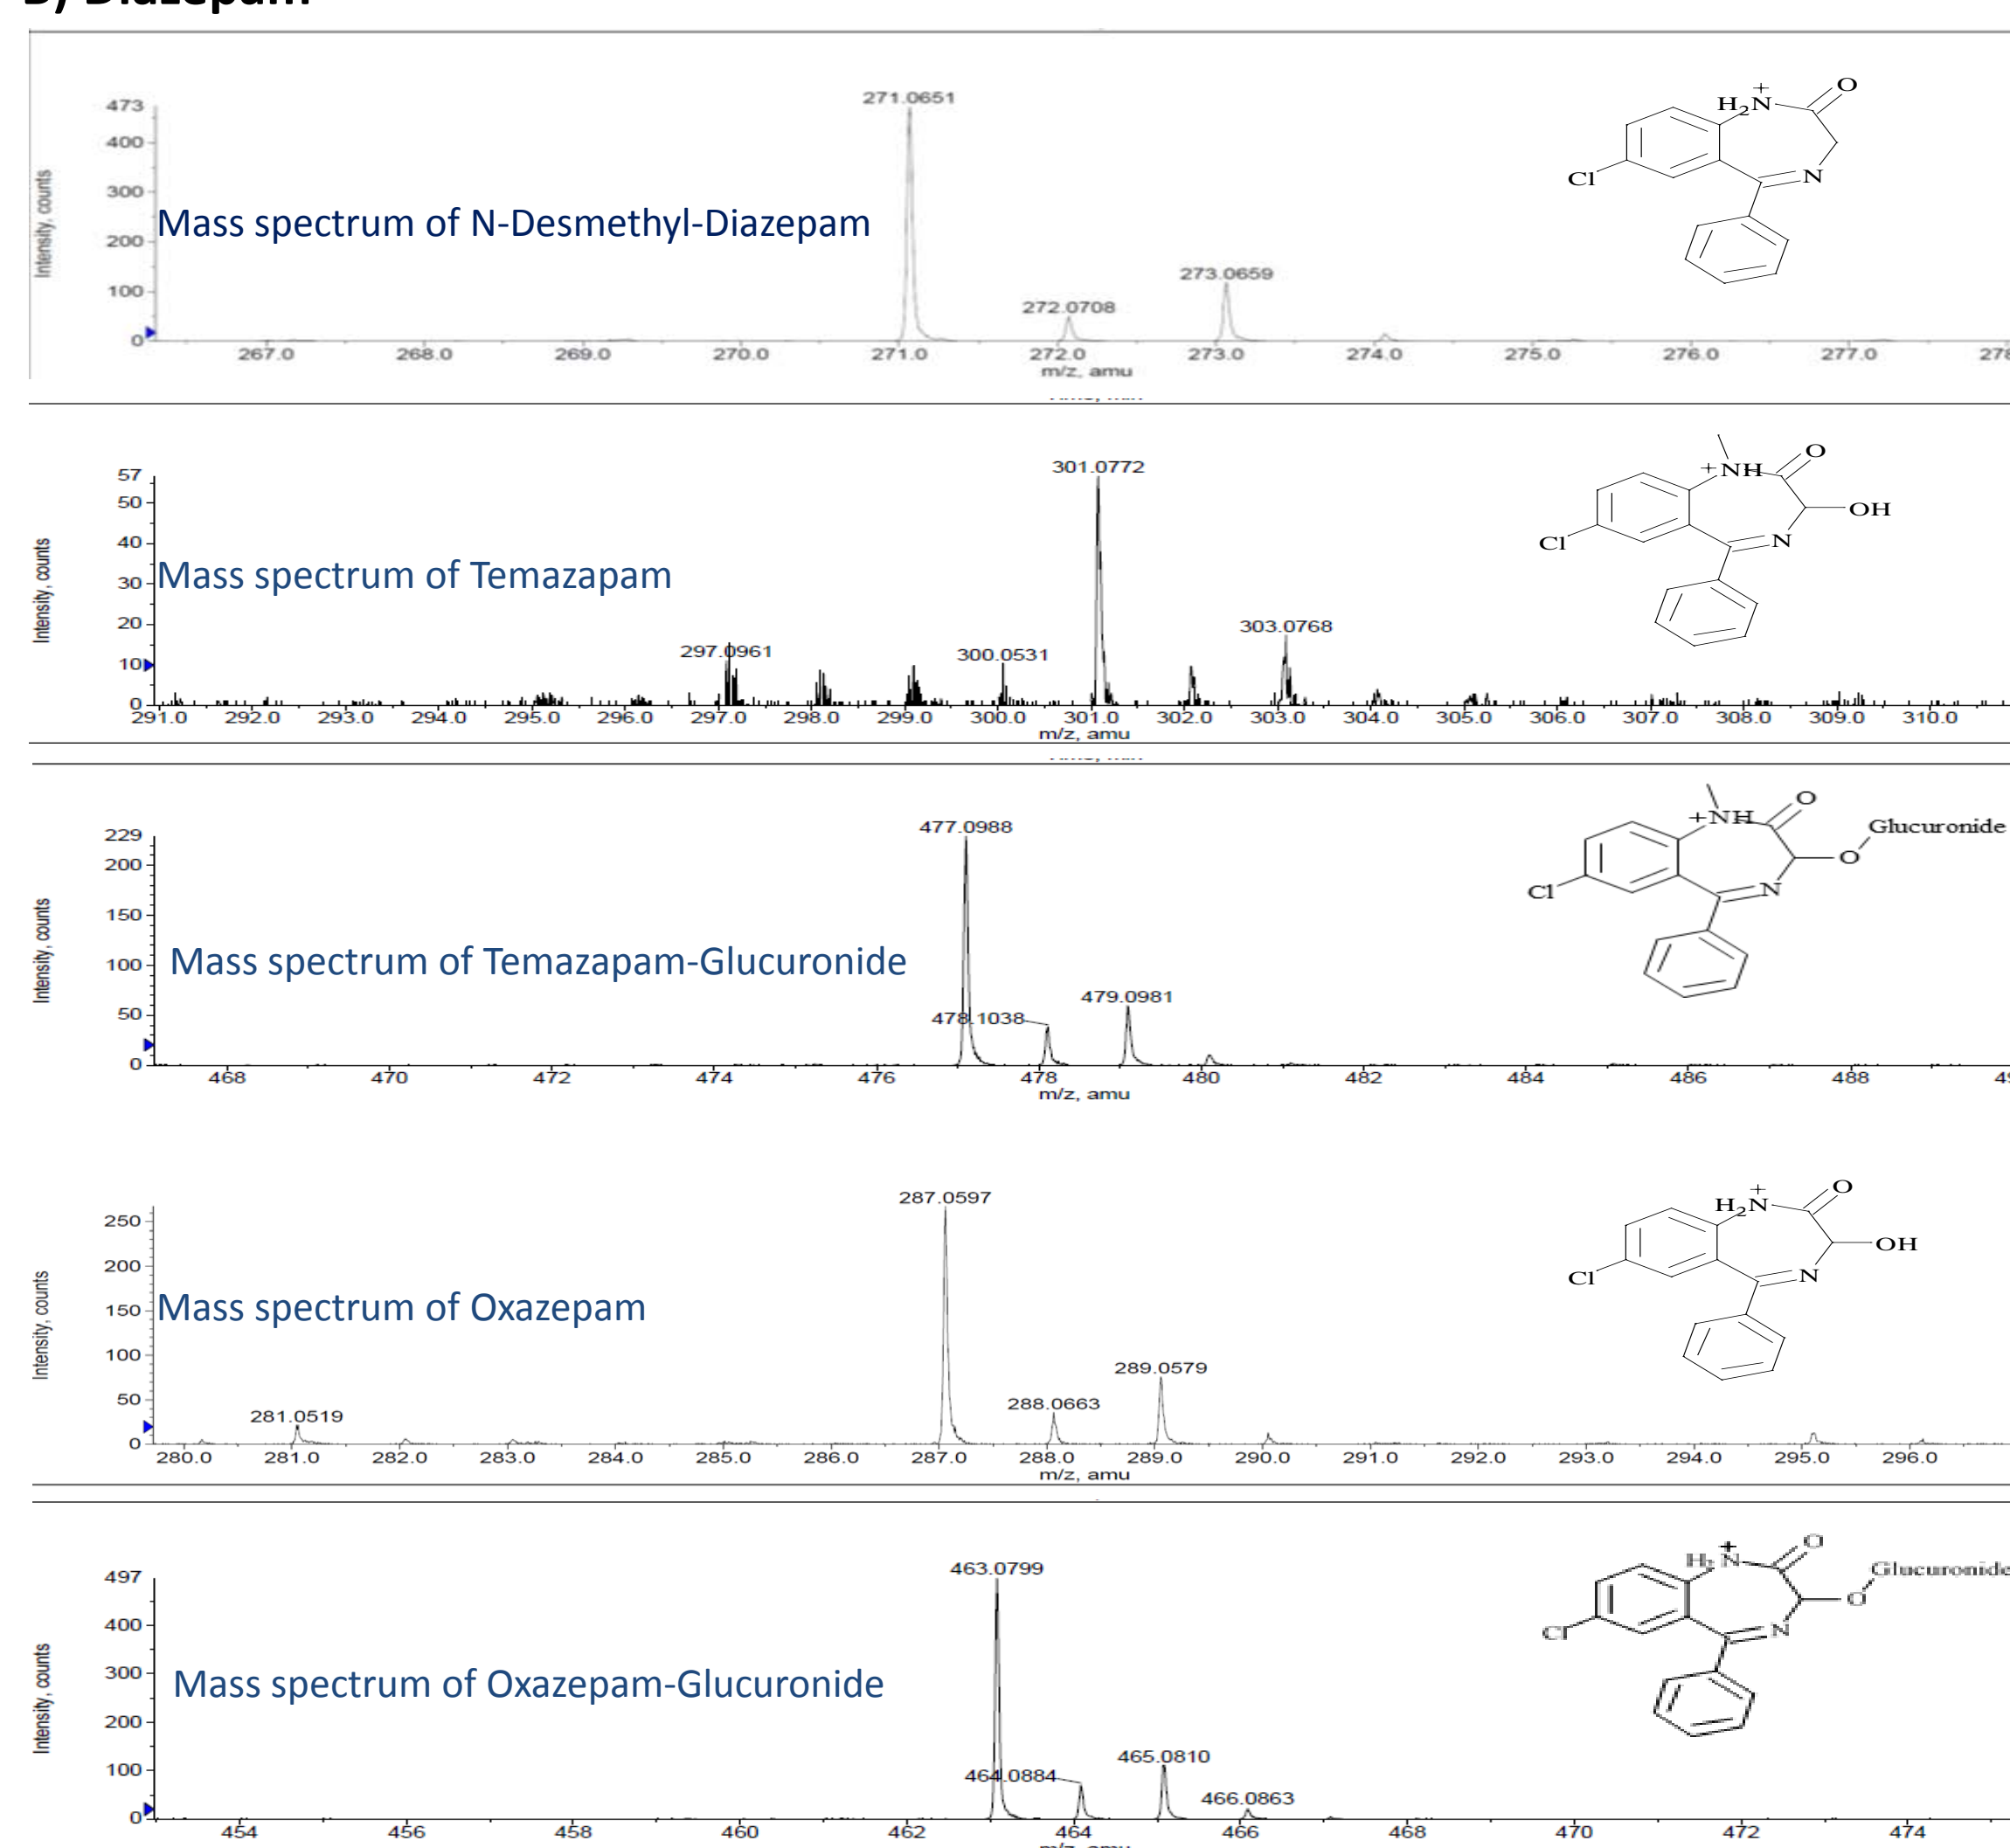 B) Diazepam
473
400
300
200
100
0
Intensity, counts
271.0651
272.0708
273.0659
Mass spectrum of N-Desmethyl-Diazepam
267.0 268.0 269.0 270.0 271.0 272.0 273.0 274.0 275.0 276.0 277.0 278
m/z, amu
+
H2N
O
N
Cl
57
50
40
30
20
10
0
Intensity, counts
301.0772
303.0768
297.0961
300.0531
Mass spectrum of Temazapam
291.0 292.0 293.0 294.0 295.0 296.0 297.0 298.0 299.0 300.0 301.0 302.0 303.0 304.0 305.0 306.0 307.0 308.0 309.0 310.0
m/z, amu
+NH
O
OH
N
Cl
229
200
150
100
50
0
Intensity, counts
477.0988
478.1038
479.0981
Mass spectrum of Temazapam-Glucuronide
468 470 472 474 476 478 480 482 484 486 488
m/z, amu
+NH
O
Glucuronide
O
N
Cl
250
200
150
100
50
0
Intensity, counts
287.0597
289.0579
288.0663
281.0519
Mass spectrum of Oxazepam
280.0 281.0 282.0 283.0 284.0 285.0 286.0 287.0 288.0 289.0 290.0 291.0 292.0 293.0 294.0 295.0 296.0
m/z, amu
+
H2N
O
OH
N
Cl
497
400
300
200
100
0
Intensity, counts
463.0799
464.0884
465.0810
466.0863
Mass spectrum of Oxazepam-Glucuronide
454 456 458 460 462 464 466 468 470 472 474
m/z, amu
+
H2N
O
Glucuronide
O
N
Cl